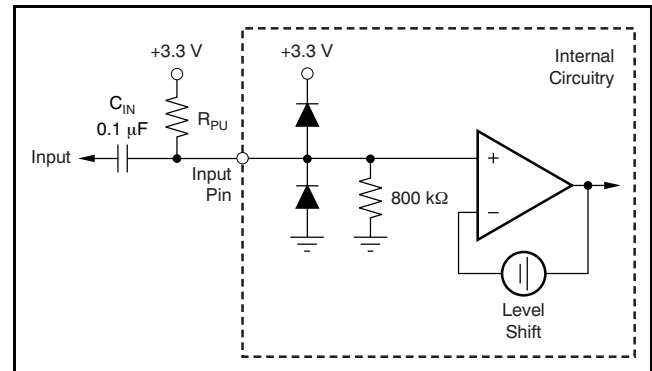 +3.3 V
+3.3 V
Internal
Circuitry
C_IN
0.1 μF
R_PU
Input
Input
Pin
800 kΩ
+
−
Level
Shift